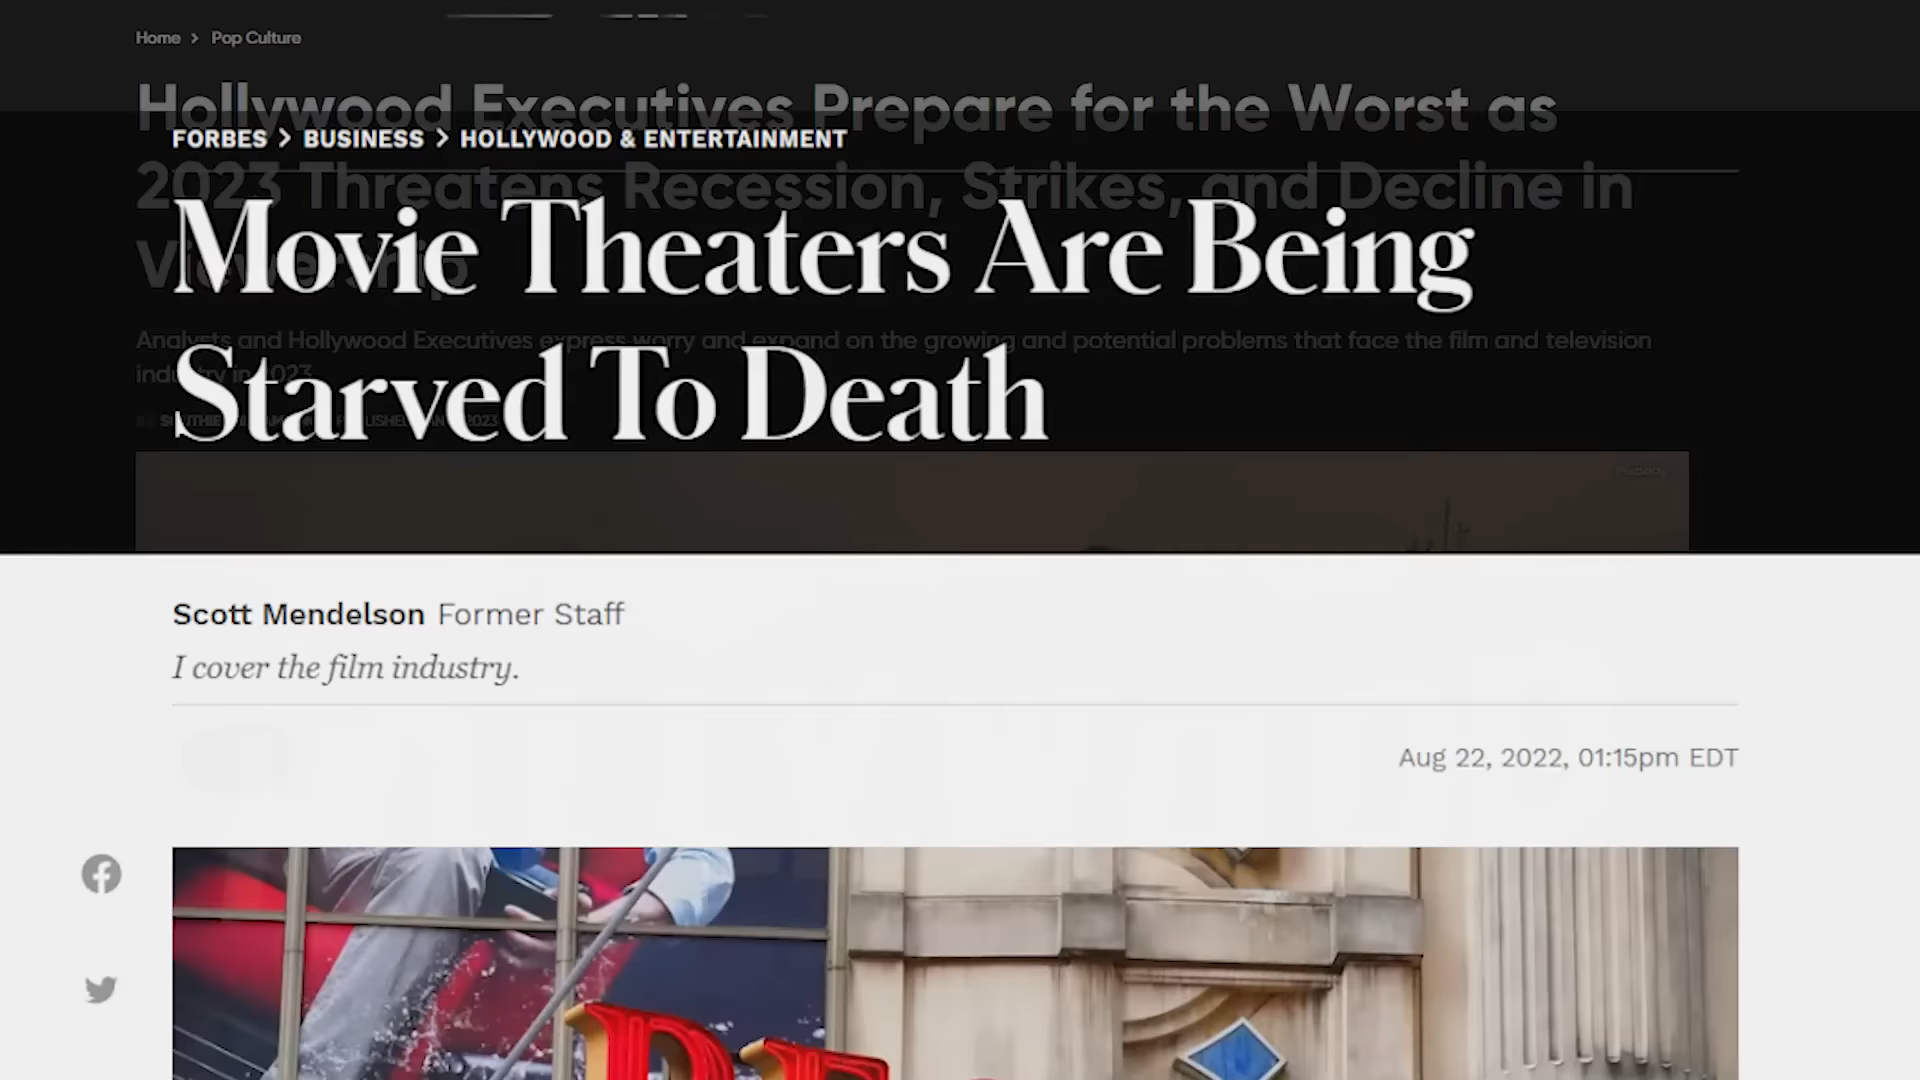 Home > Pop Culture
Hollywood Executives Prepare for the Worst as
FORBES > BUSINESS > HOLLYWOOD & ENTERTAINMENT
2023 Threatens Recession, Strikes, and Decline in
Viewership
Movie Theaters Are Being
Analysts and Hollywood Executives express worry and expand on the growing and potential problems that face the film and television
industry in 2023
Starved To Death
Scott Mendelson Former Staff
I cover the film industry.
Aug 22, 2022, 01:15pm EDT